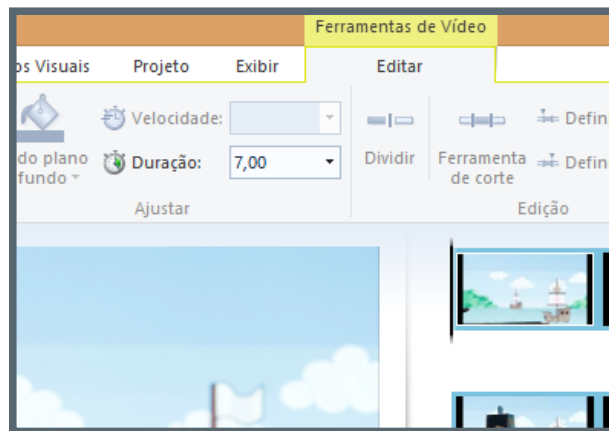 Ferramentas de Vídeo
os Visuais Projeto Exibir Editar
Velocidade:
do plano
fundo
Duração: 7,00
Ajustar
Dividir
Ferramenta
de corte
Defin
Defin
Edição